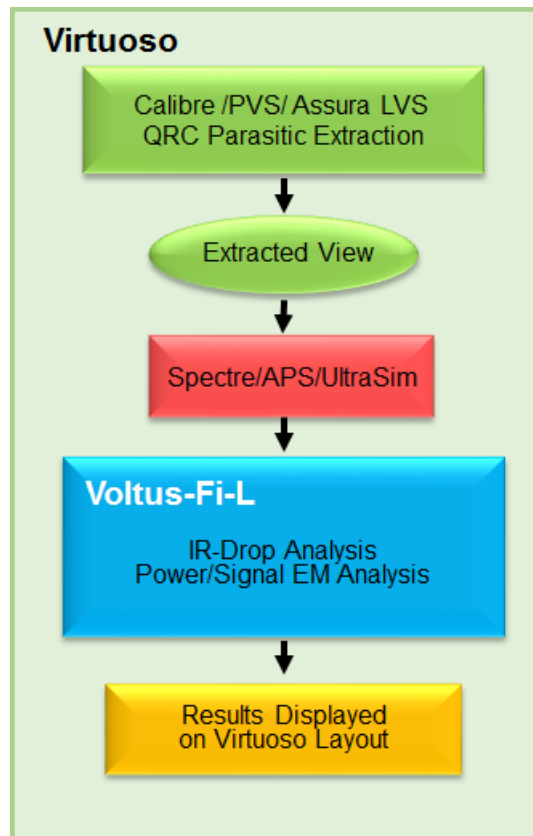 Virtuoso
Calibre /PVS/ Assura LVS
QRC Parasitic Extraction
Extracted View
Spectre/APS/UltraSim
Voltus-Fi-L
IR-Drop Analysis
Power/Signal EM Analysis
Results Displayed
on Virtuoso Layout